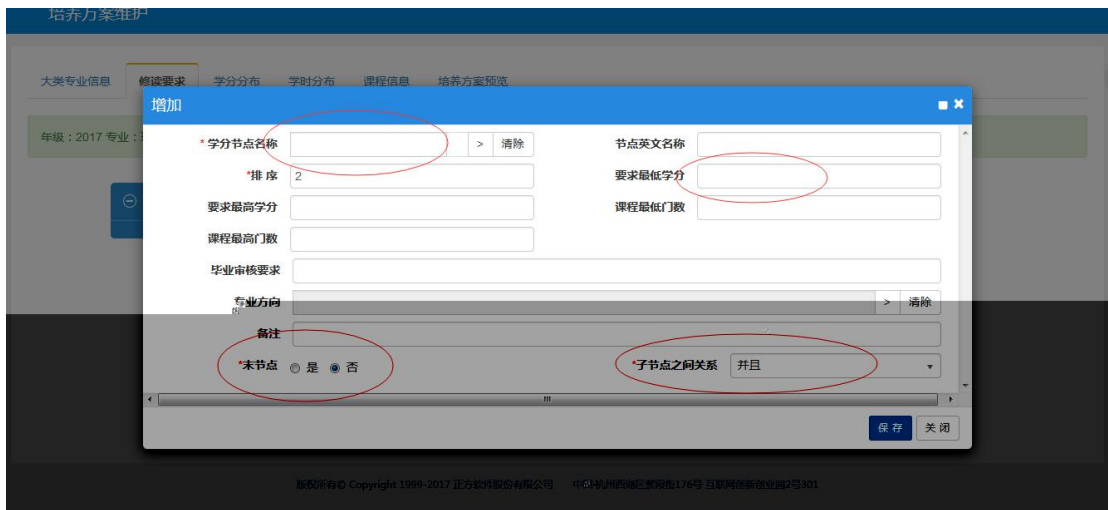 培养方案维护
大类专业信息 修读要求 学分分布 学时分布 课程信息 培养方案预览
增加
年级：2017 专业：
* 学分节点名称 > 清除 节点英文名称
*排 序 2 要求最低学分
要求最高学分 课程最低门数
课程最高门数
毕业审核要求
专业方向 > 清除
备注
*末节点 是 否 *子节点之间关系 并且
保 存 关 闭
版权所有© Copyright 1999-2017 正方软件股份有限公司 中国·杭州西湖区紫霞街176号 互联网创新创业园2号301